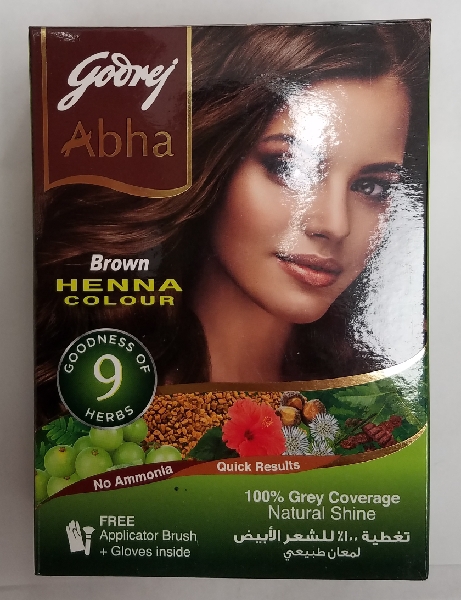 Godrej
Abha
Brown
HENNA
COLOUR
GOODNESS OF
9
HERBS
No Ammonia
Quick Results
100% Grey Coverage
Natural Shine
تغطية ١٠٠٪ للشعر الأبيض
لمعان طبيعي
FREE
Applicator Brush
+ Gloves inside